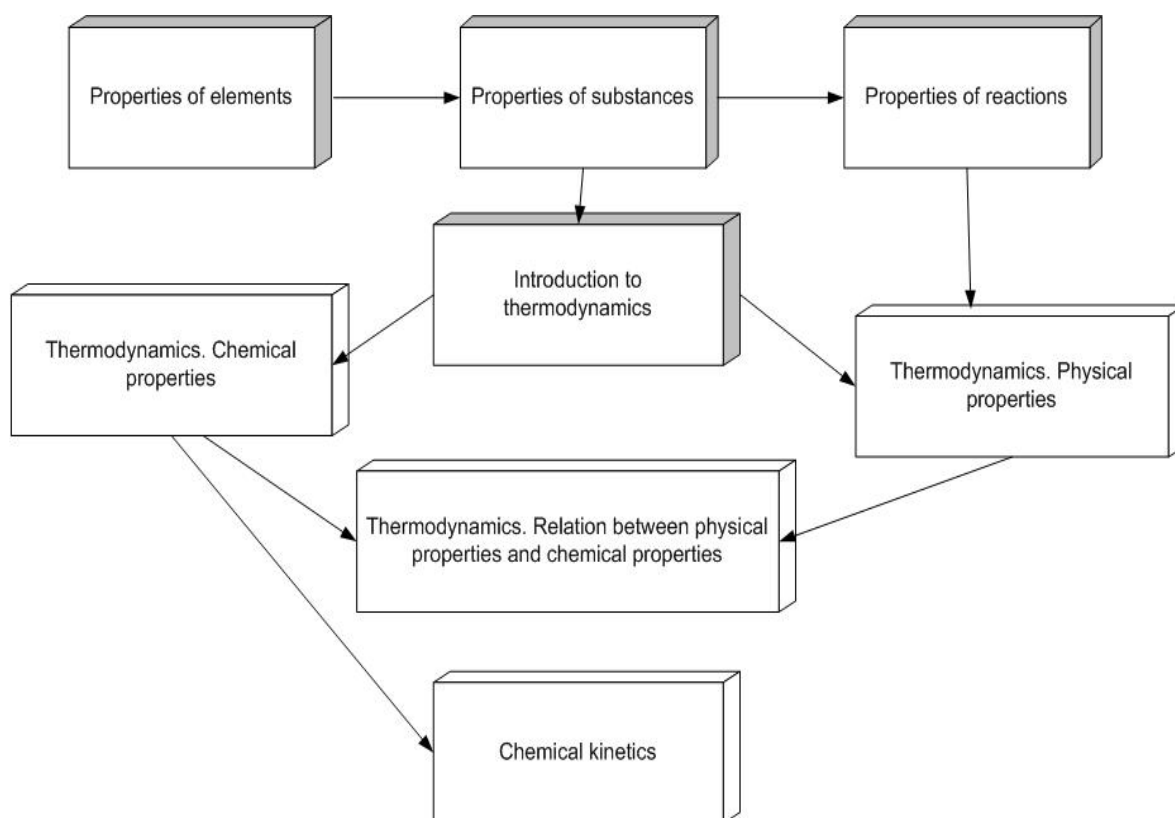 Properties of elements
Properties of substances
Properties of reactions
Introduction to
thermodynamics
Thermodynamics. Chemical
properties
Thermodynamics. Physical
properties
Thermodynamics. Relation between physical
properties and chemical properties
Chemical kinetics